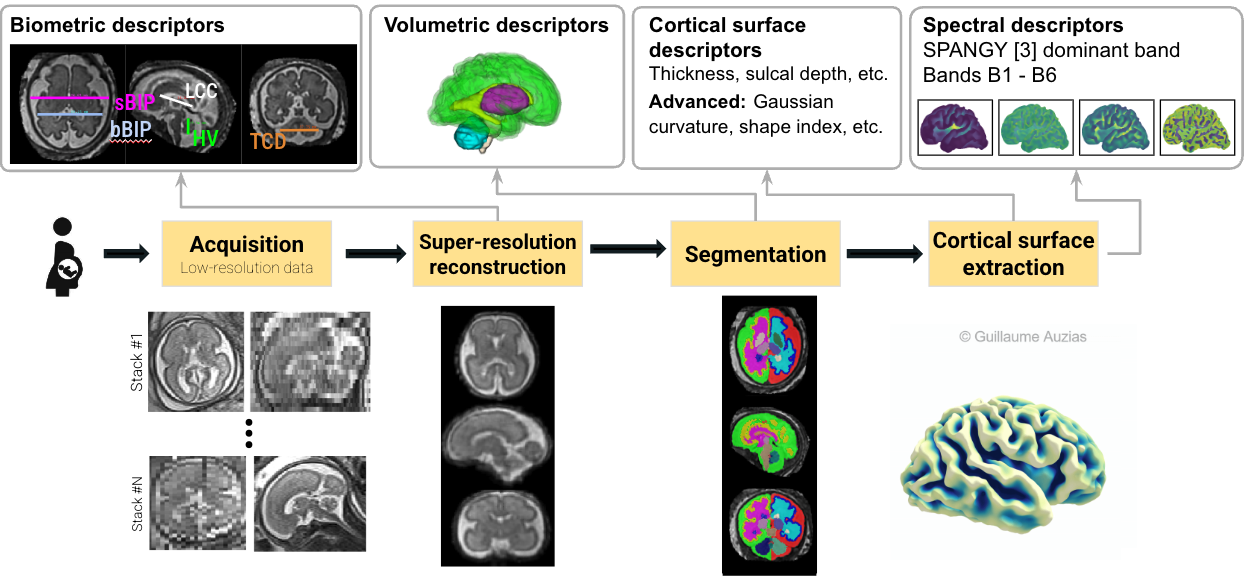 Biometric descriptors
sBIP
bBIP
LCC
HV
TCD
Volumetric descriptors
Cortical surface
descriptors
Thickness, sulcal depth, etc.
Advanced: Gaussian
curvature, shape index, etc.
Spectral descriptors
SPANGY [3] dominant band
Bands B1 - B6
Acquisition
Low-resolution data
Super-resolution
reconstruction
Segmentation
Cortical surface
extraction
Stack #1
Stack #N
© Guillaume Auzias